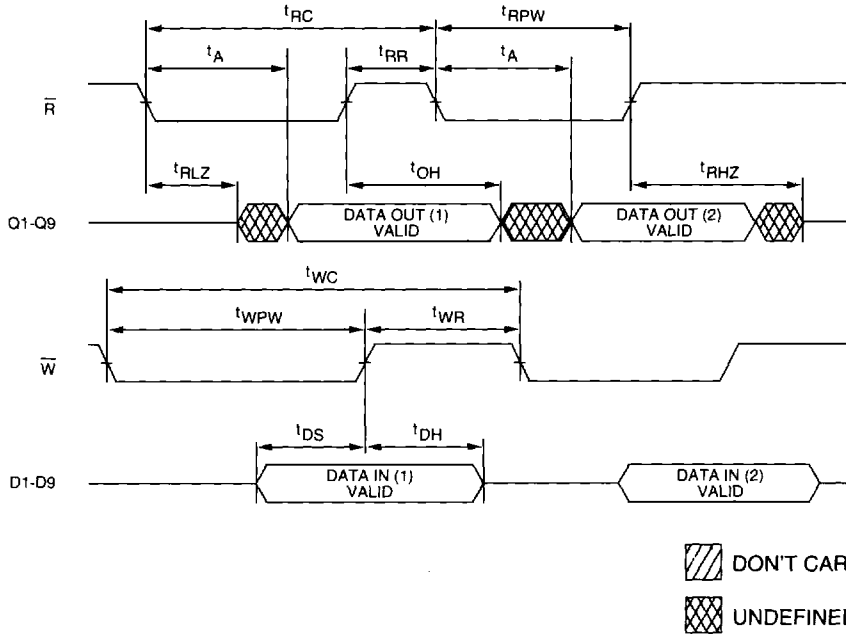 tRC
tRPW
tA
tRR
tA
R
tRLZ
tOH
tRHZ
Q1-Q9
DATA OUT (1)
VALID
DATA OUT (2)
VALID
tWC
tWPW
tWR
W
tDS
tDH
D1-D9
DATA IN (1)
VALID
DATA IN (2)
VALID
DON'T CAR
UNDEFINE